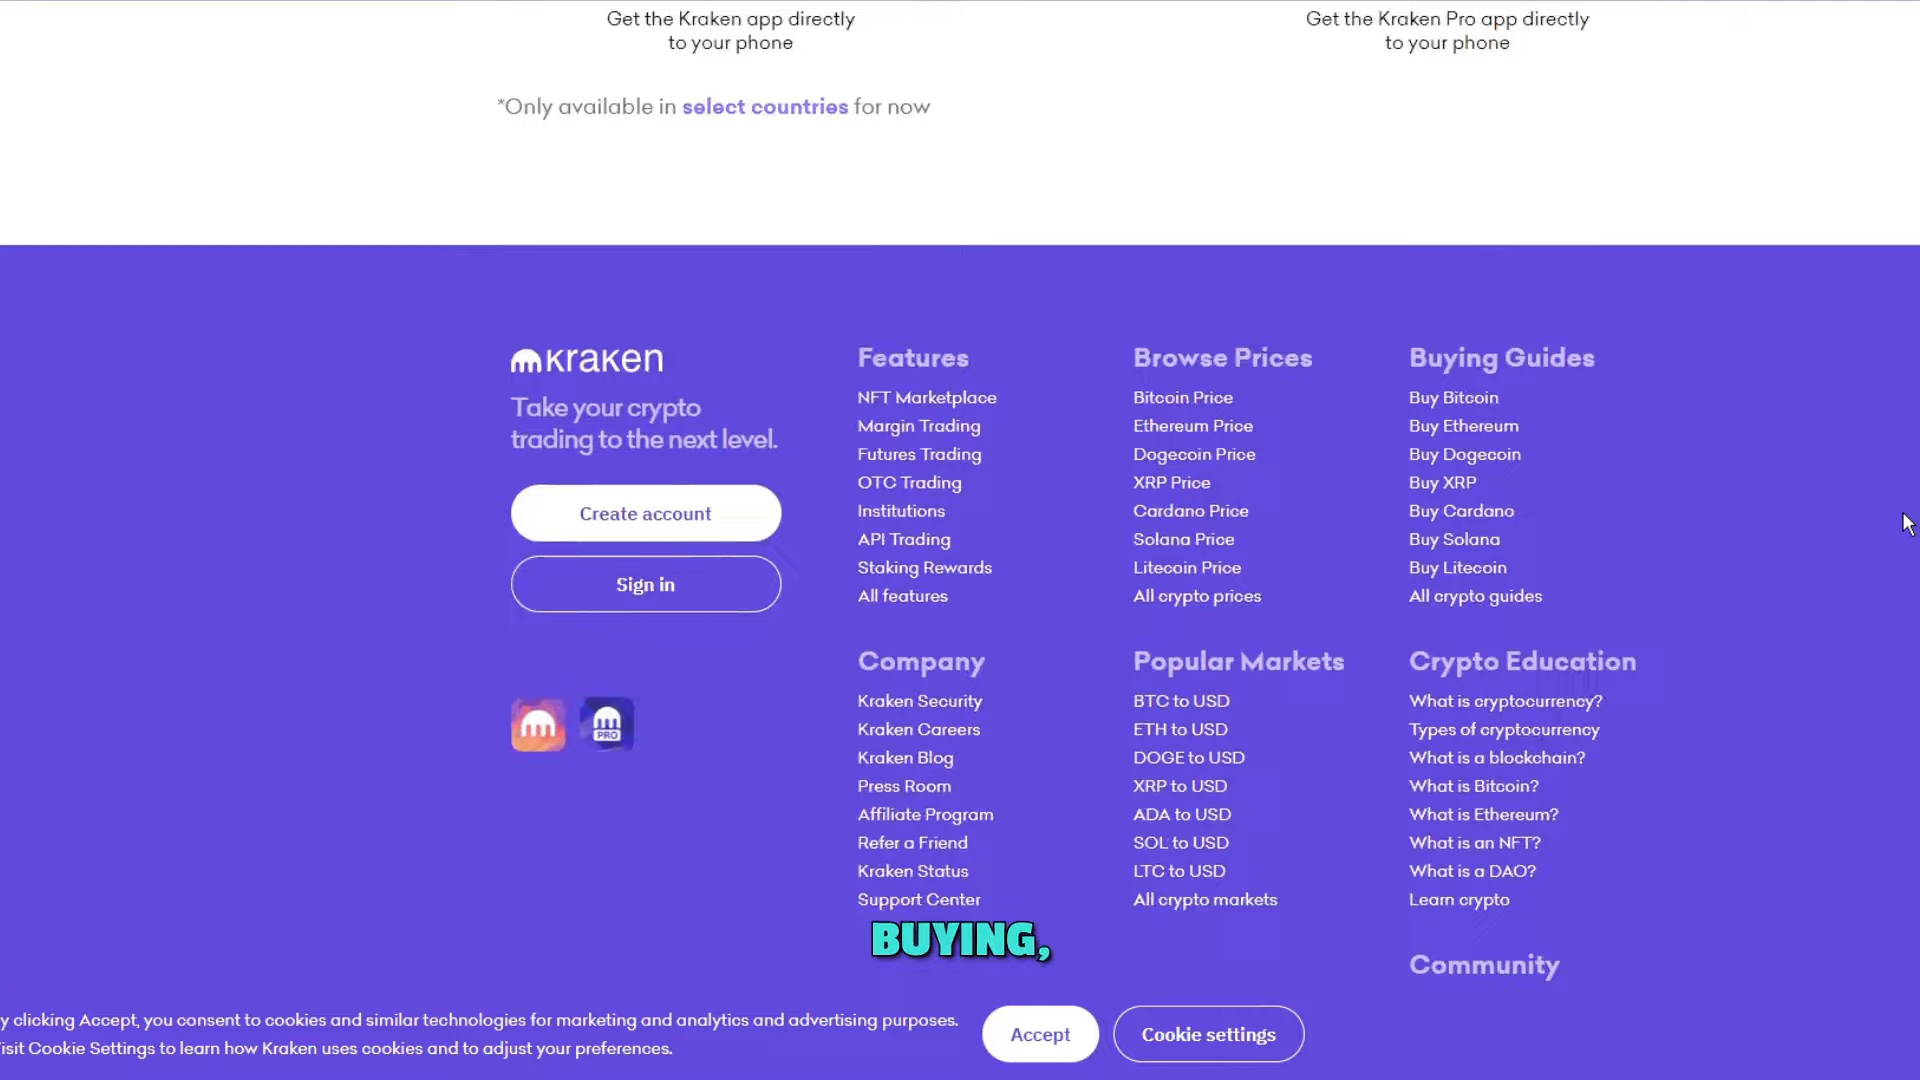 Get the Kraken app directly
to your phone
Get the Kraken Pro app directly
to your phone
*Only available in select countries for now
kraken
Take your crypto
trading to the next level.
Create account
Sign in
PRO
Features
NFT Marketplace
Margin Trading
Futures Trading
OTC Trading
Institutions
API Trading
Staking Rewards
All features
Browse Prices
Bitcoin Price
Ethereum Price
Dogecoin Price
XRP Price
Cardano Price
Solana Price
Litecoin Price
All crypto prices
Buying Guides
Buy Bitcoin
Buy Ethereum
Buy Dogecoin
Buy XRP
Buy Cardano
Buy Solana
Buy Litecoin
All crypto guides
Company
Kraken Security
Kraken Careers
Kraken Blog
Press Room
Affiliate Program
Refer a Friend
Kraken Status
Support Center
Popular Markets
BTC to USD
ETH to USD
DOGE to USD
XRP to USD
ADA to USD
SOL to USD
LTC to USD
All crypto markets
Crypto Education
What is cryptocurrency?
Types of cryptocurrency
What is a blockchain?
What is Bitcoin?
What is Ethereum?
What is an NFT?
What is a DAO?
Learn crypto
BUYING,
Community
y clicking Accept, you consent to cookies and similar technologies for marketing and analytics and advertising purposes.
isit Cookie Settings to learn how Kraken uses cookies and to adjust your preferences.
Accept
Cookie settings